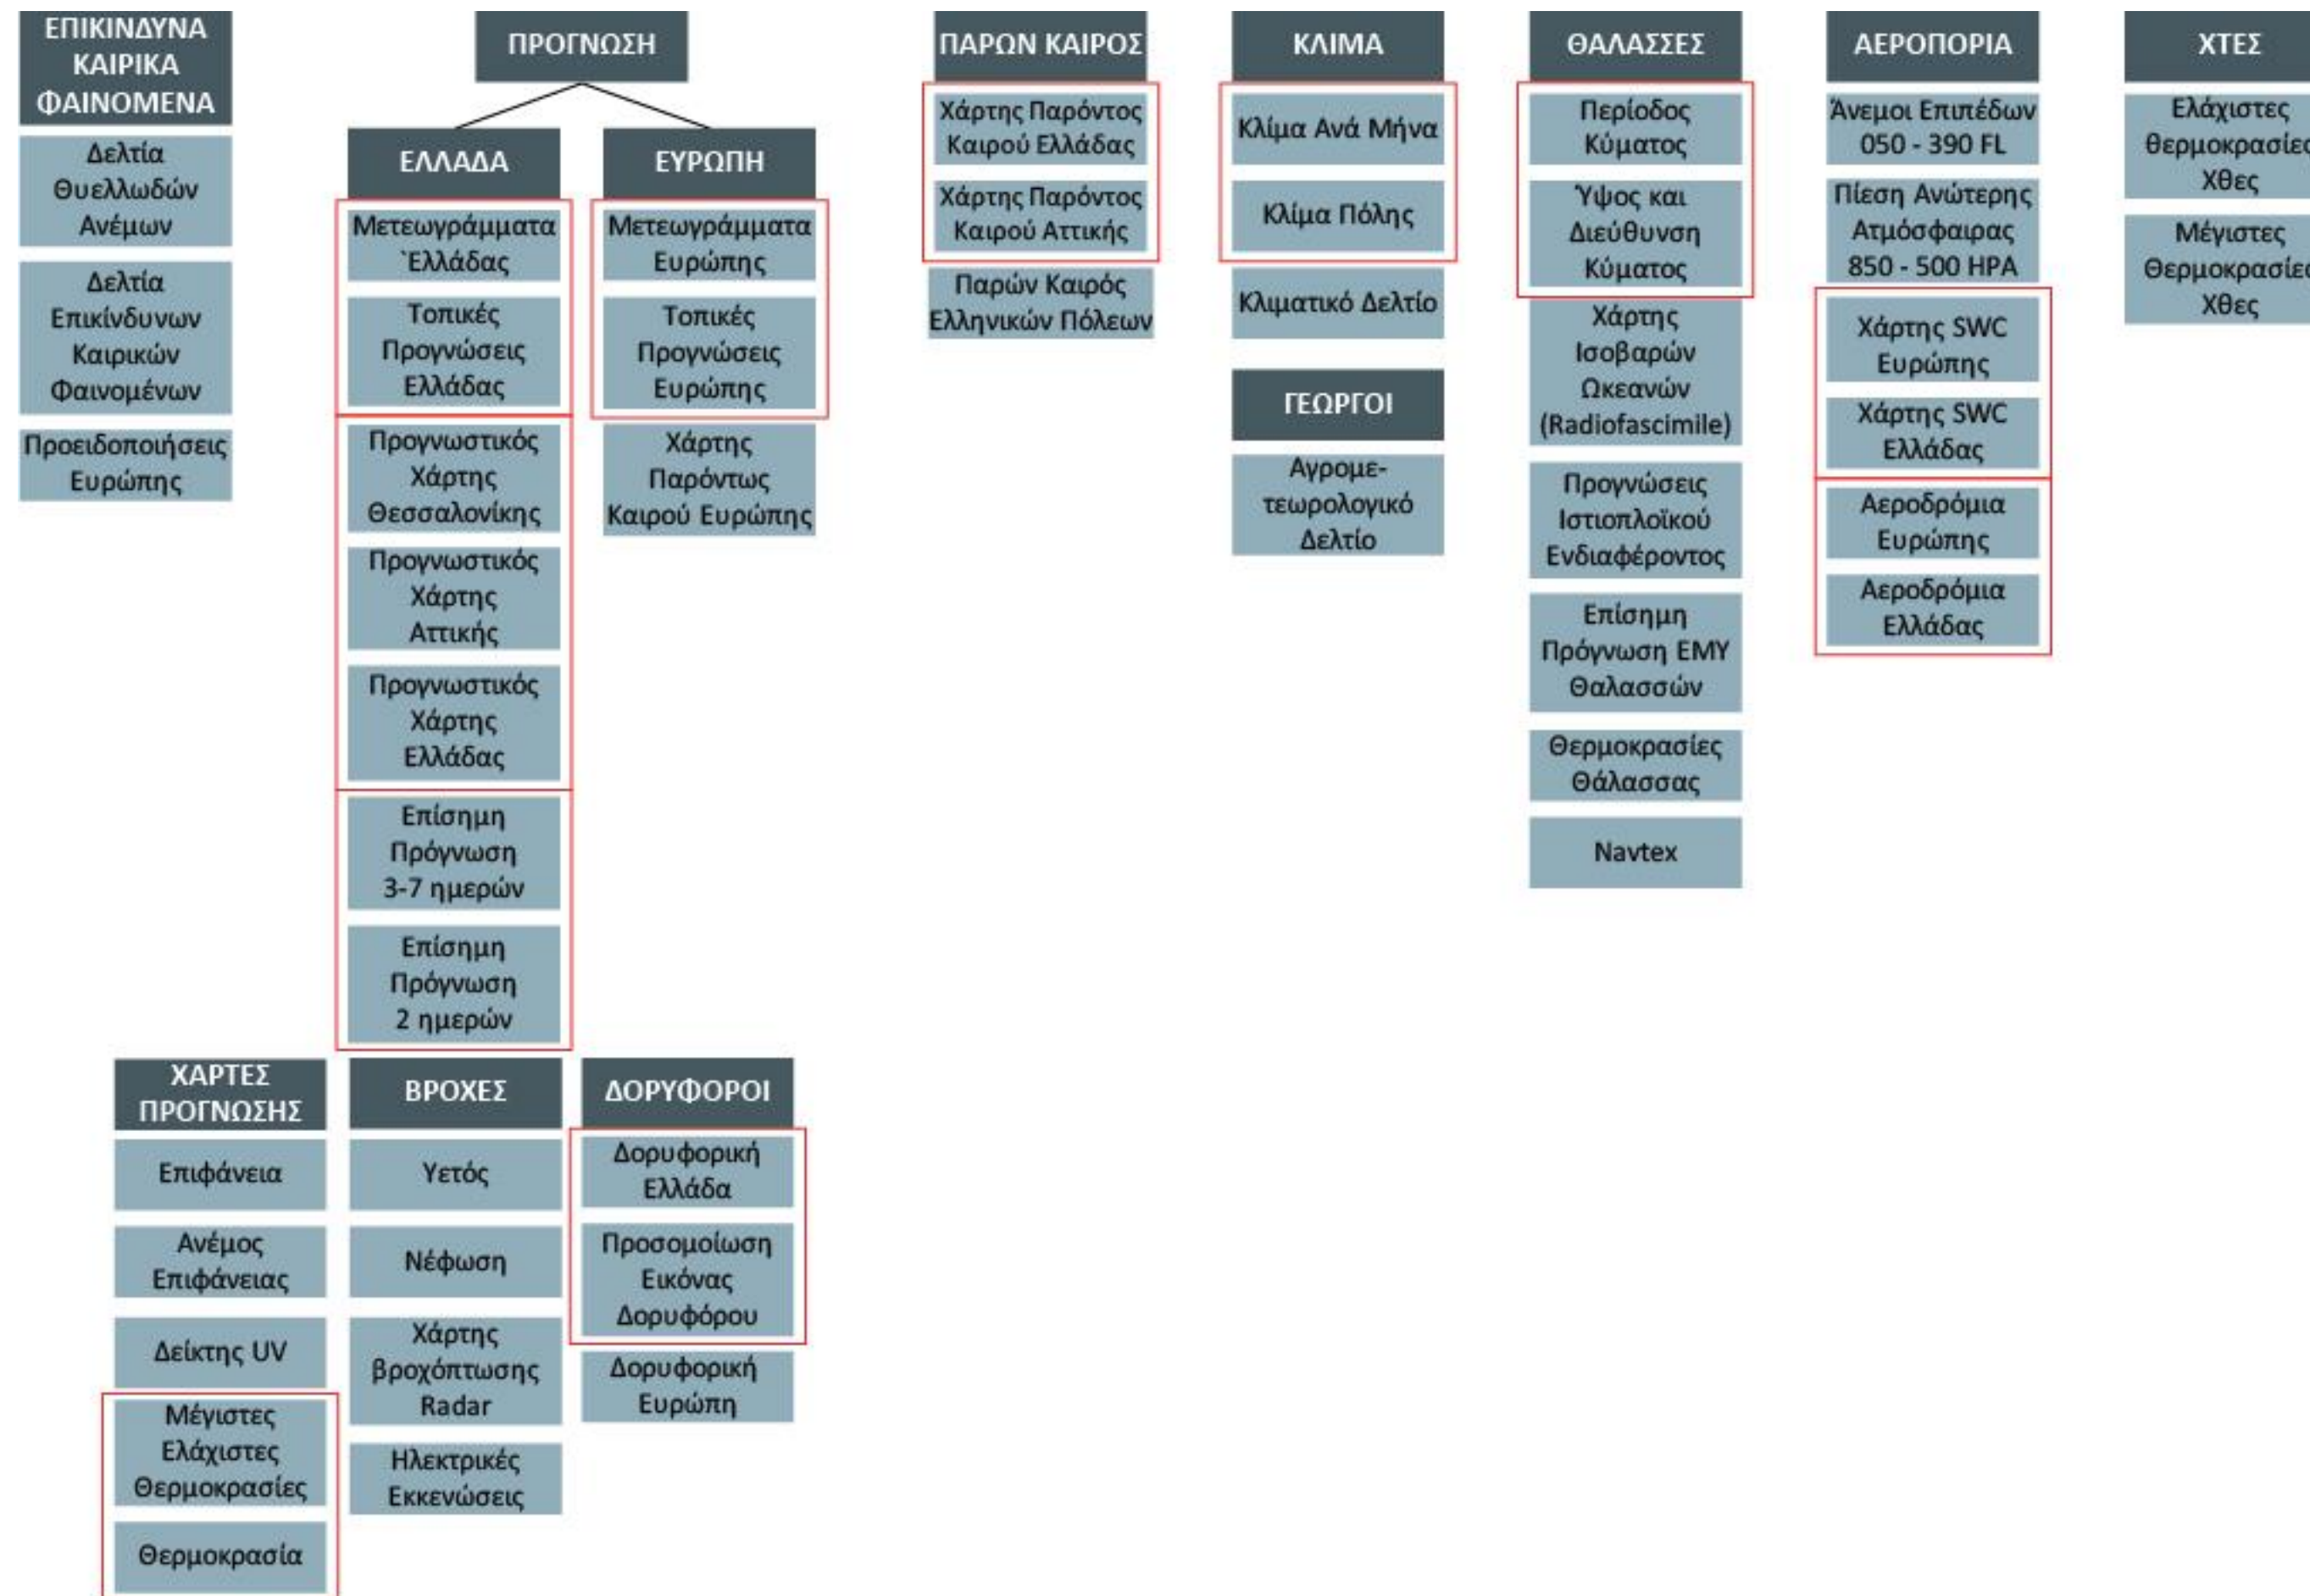 ΕΠΙΚΙΝΔΥΝΑ
ΚΑΙΡΙΚΑ
ΦΑΙΝΟΜΕΝΑ
Δελτία
Θυελλωδών
Ανέμων
Δελτία
Επικίνδυνων
Καιρικών
Φαινομένων
Προειδοποιήσεις
Ευρώπης
ΠΡΟΓΝΩΣΗ
ΕΛΛΑΔΑ
Μετεωγράμματα
Έλλάδας
Τοπικές
Προγνώσεις
Ελλάδας
Προγνωστικός
Χάρτης
Θεσσαλονίκης
Προγνωστικός
Χάρτης
Αττικής
Προγνωστικός
Χάρτης
Ελλάδας
Επίσημη
Πρόγνωση
3-7 ημερών
Επίσημη
Πρόγνωση
2 ημερών
ΕΥΡΩΠΗ
Μετεωγράμματα
Ευρώπης
Τοπικές
Προγνώσεις
Ευρώπης
Χάρτης
Παρόντως
Καιρού Ευρώπης
ΠΑΡΩΝ ΚΑΙΡΟΣ
Χάρτης Παρόντος
Καιρού Ελλάδας
Χάρτης Παρόντος
Καιρού Αττικής
Παρών Καιρός
Ελληνικών Πόλεων
ΚΛΙΜΑ
Κλίμα Ανά Μήνα
Κλίμα Πόλης
Κλιματικό Δελτίο
ΓΕΩΡΓΟΙ
Αγρομε-
τεωρολογικό
Δελτίο
ΘΑΛΑΣΣΕΣ
Περίοδος
Κύματος
Ύψος και
Διεύθυνση
Κύματος
Χάρτης
Ισοβαρών
Ωκεανών
(Radiofascimile)
Προγνώσεις
Ιστιοπλοϊκού
Ενδιαφέροντος
Επίσημη
Πρόγνωση ΕΜΥ
Θαλασσών
Θερμοκρασίες
Θάλασσας
Navtex
ΑΕΡΟΠΟΡΙΑ
Άνεμοι Επιπέδων
050 - 390 FL
Πίεση Ανώτερης
Ατμόσφαιρας
850 - 500 HPA
Χάρτης SWC
Ευρώπης
Χάρτης SWC
Ελλάδας
Αεροδρόμια
Ευρώπης
Αεροδρόμια
Ελλάδας
ΧΤΕΣ
Ελάχιστες
θερμοκρασίες
Χθες
Μέγιστες
Θερμοκρασίες
Χθες
ΧΑΡΤΕΣ
ΠΡΟΓΝΩΣΗΣ
Επιφάνεια
Ανέμος
Επιφάνειας
Δείκτης UV
Μέγιστες
Ελάχιστες
Θερμοκρασίες
Θερμοκρασία
ΒΡΟΧΕΣ
Υετός
Νέφωση
Χάρτης
βροχόπτωσης
Radar
Ηλεκτρικές
Εκκενώσεις
ΔΟΡΥΦΟΡΟΙ
Δορυφορική
Ελλάδα
Προσομοίωση
Εικόνας
Δορυφόρου
Δορυφορική
Ευρώπη